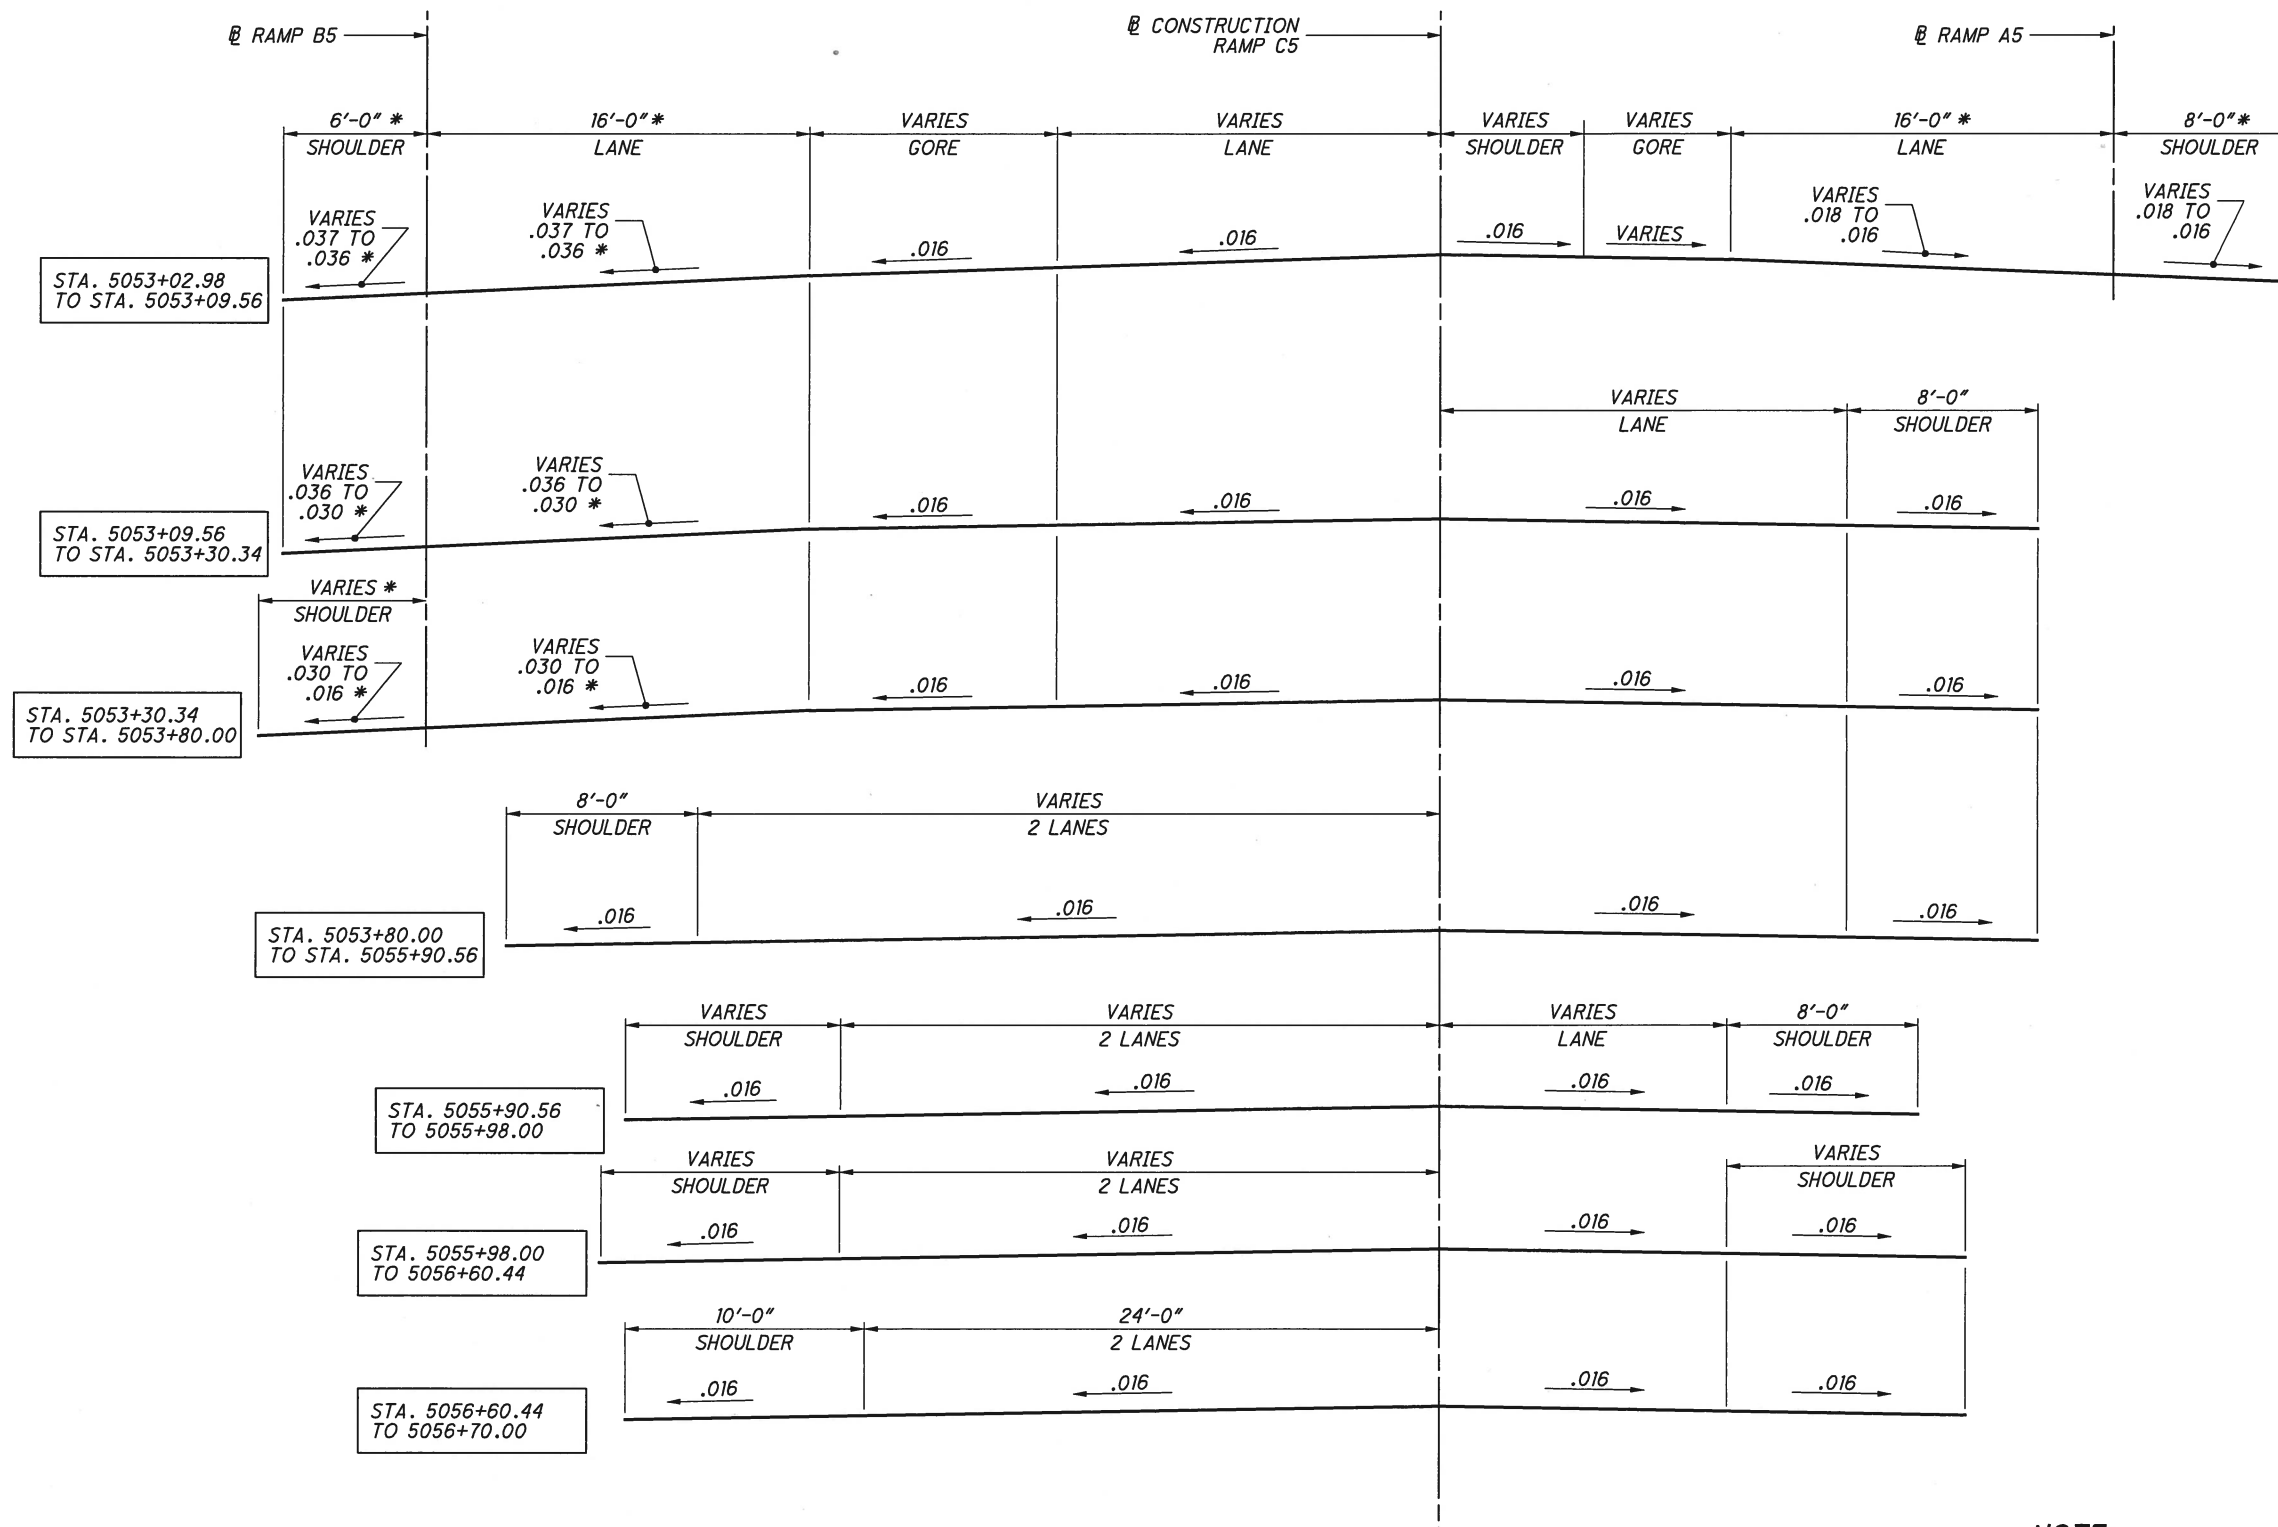 ℄ RAMP B5
℄ CONSTRUCTION
RAMP C5
℄ RAMP A5
6'-0" *
SHOULDER
16'-0" *
LANE
VARIES
GORE
VARIES
LANE
VARIES
SHOULDER
VARIES
GORE
16'-0" *
LANE
8'-0" *
SHOULDER
VARIES
.037 TO
.036 *
VARIES
.037 TO
.036 *
.016
.016
.016
VARIES
VARIES
.018 TO
.016
VARIES
.018 TO
.016
STA. 5053+02.98
TO STA. 5053+09.56
VARIES
LANE
8'-0"
SHOULDER
VARIES
.036 TO
.030 *
VARIES
.036 TO
.030 *
.016
.016
.016
.016
STA. 5053+09.56
TO STA. 5053+30.34
VARIES *
SHOULDER
VARIES
.030 TO
.016 *
VARIES
.030 TO
.016 *
.016
.016
.016
.016
STA. 5053+30.34
TO STA. 5053+80.00
8'-0"
SHOULDER
VARIES
2 LANES
.016
.016
.016
.016
STA. 5053+80.00
TO STA. 5055+90.56
VARIES
SHOULDER
VARIES
2 LANES
VARIES
LANE
8'-0"
SHOULDER
.016
.016
.016
.016
STA. 5055+90.56
TO 5055+98.00
VARIES
SHOULDER
VARIES
2 LANES
VARIES
SHOULDER
.016
.016
.016
.016
STA. 5055+98.00
TO 5056+60.44
10'-0"
SHOULDER
24'-0"
2 LANES
.016
.016
.016
.016
STA. 5056+60.44
TO 5056+70.00